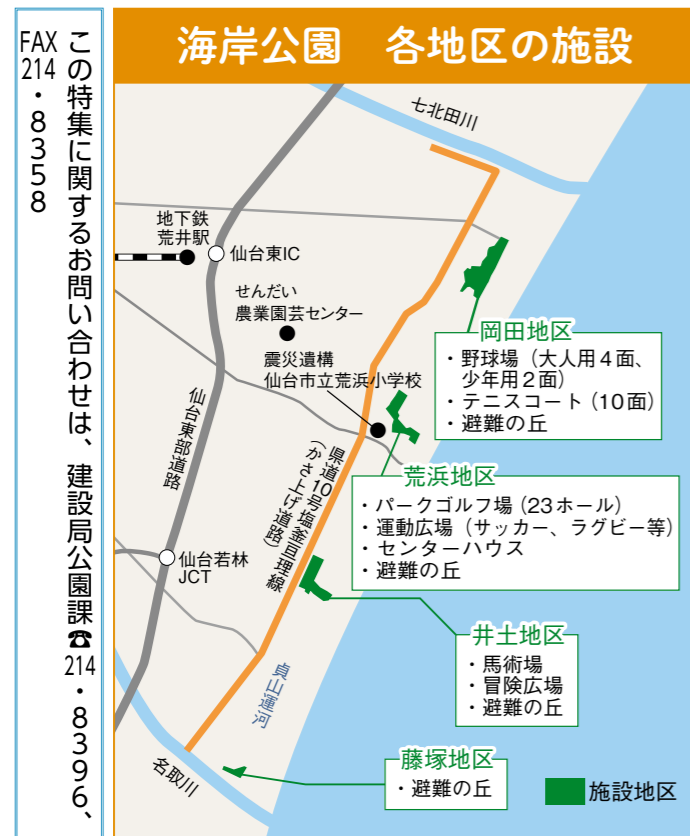 海岸公園 各地区の施設
七北田川
地下鉄
荒井駅
仙台東IC
せんだい
農業園芸センター
震災遺構
仙台市立荒浜小学校
仙台東部道路
県道10号塩釜亘理線
(かさ上げ道路)
仙台若林
JCT
貞山運河
名取川
岡田地区
・野球場（大人用４面、
少年用２面）
・テニスコート（10面）
・避難の丘
荒浜地区
・パークゴルフ場（23ホール）
・運動広場（サッカー、ラグビー等）
・センターハウス
・避難の丘
井土地区
・馬術場
・冒険広場
・避難の丘
藤塚地区
・避難の丘
施設地区
この特集に関するお問い合わせは、建設局公園課☎214・8396、
FAX214・8358